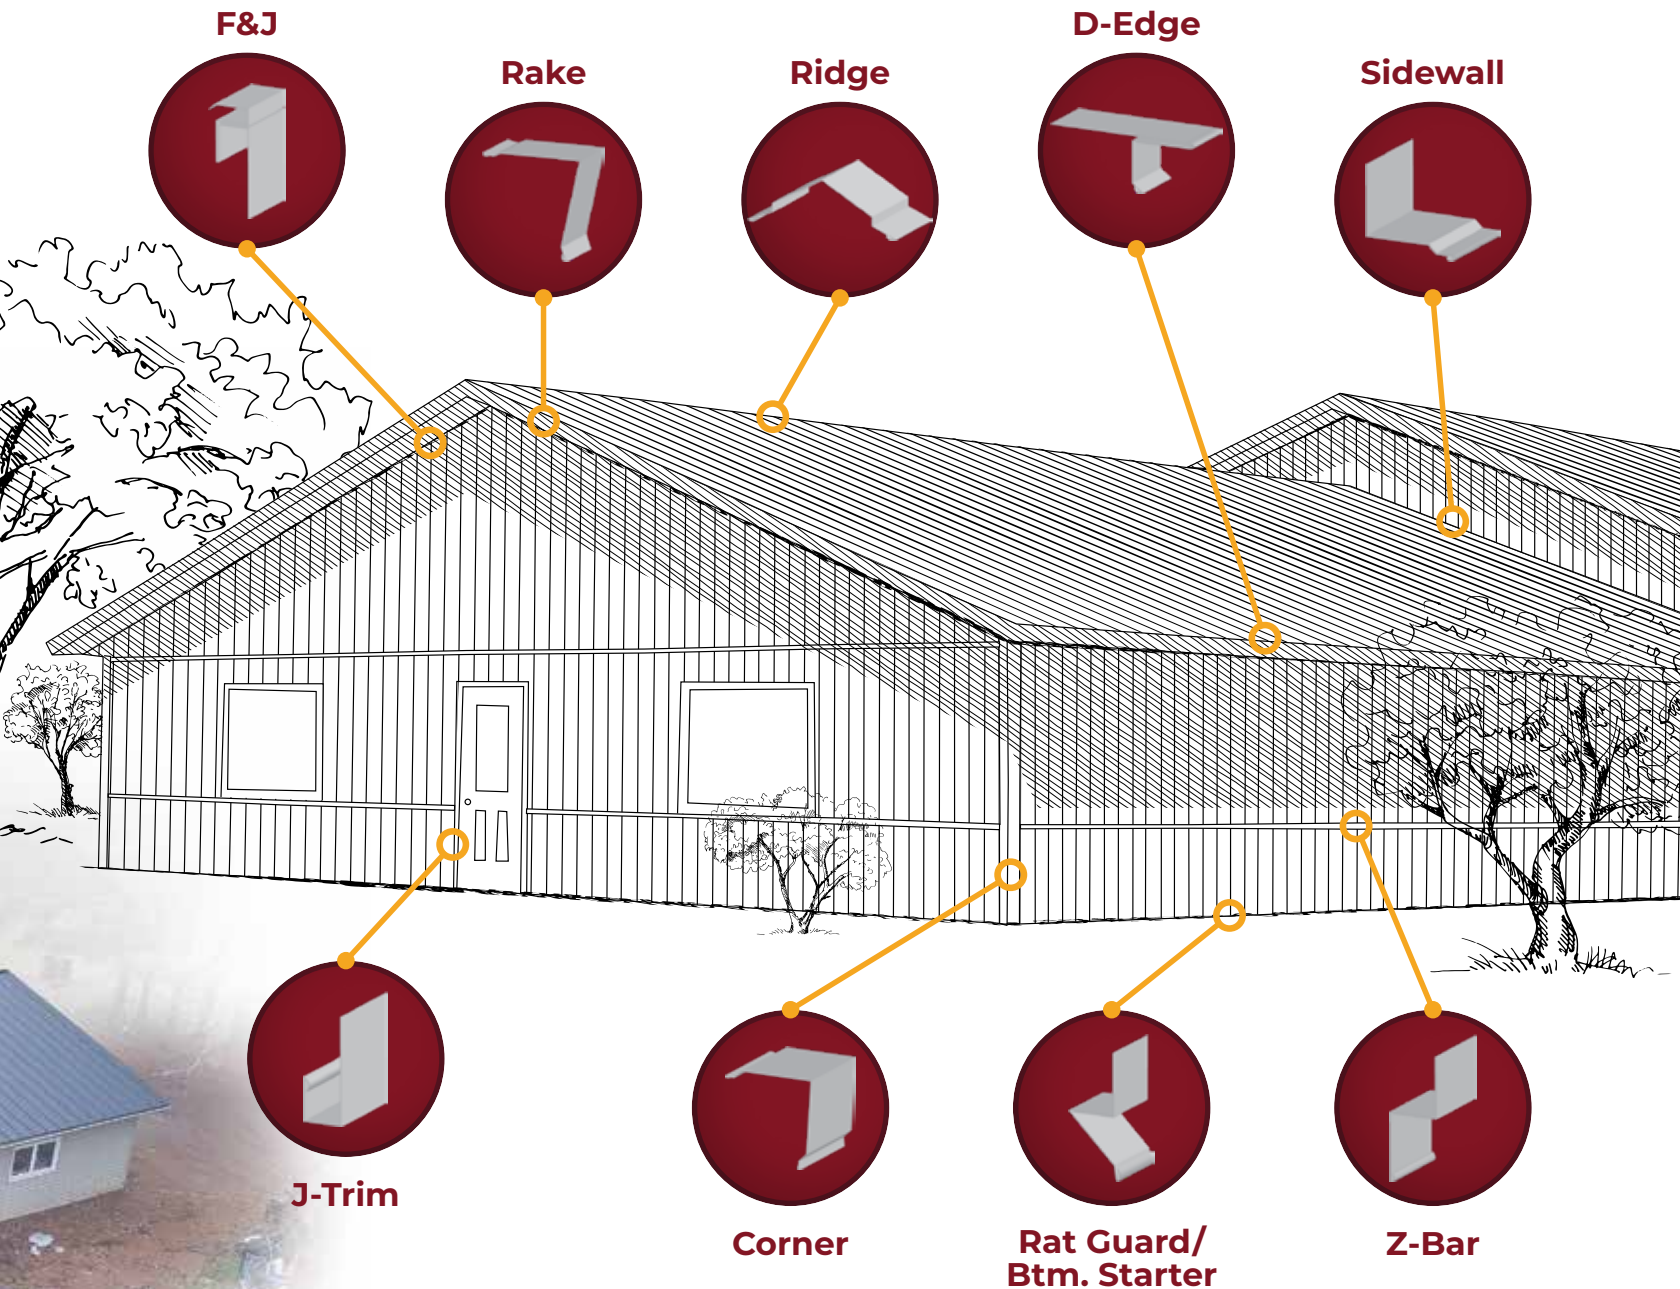 F&J
D-Edge
Rake
Ridge
Sidewall
J-Trim
Corner
Rat Guard/
Btm. Starter
Z-Bar